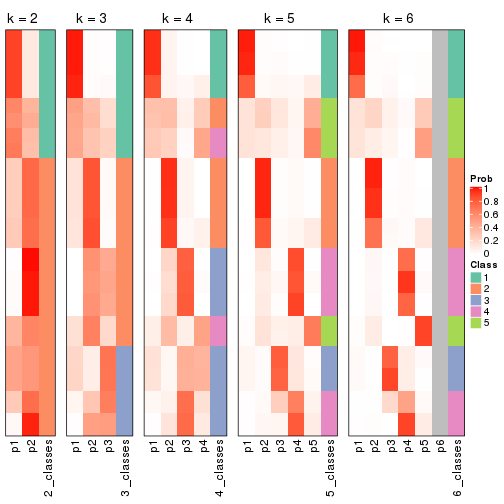 k = 2
k = 3
k = 4
k = 5
k = 6
Prob
1
0.8
0.6
0.4
0.2
0
Class
1
2
3
4
5
p1
p2
2_classes
p1
p2
p3
3_classes
p1
p2
p3
p4
4_classes
p1
p2
p3
p4
p5
5_classes
p1
p2
p3
p4
p5
p6
6_classes